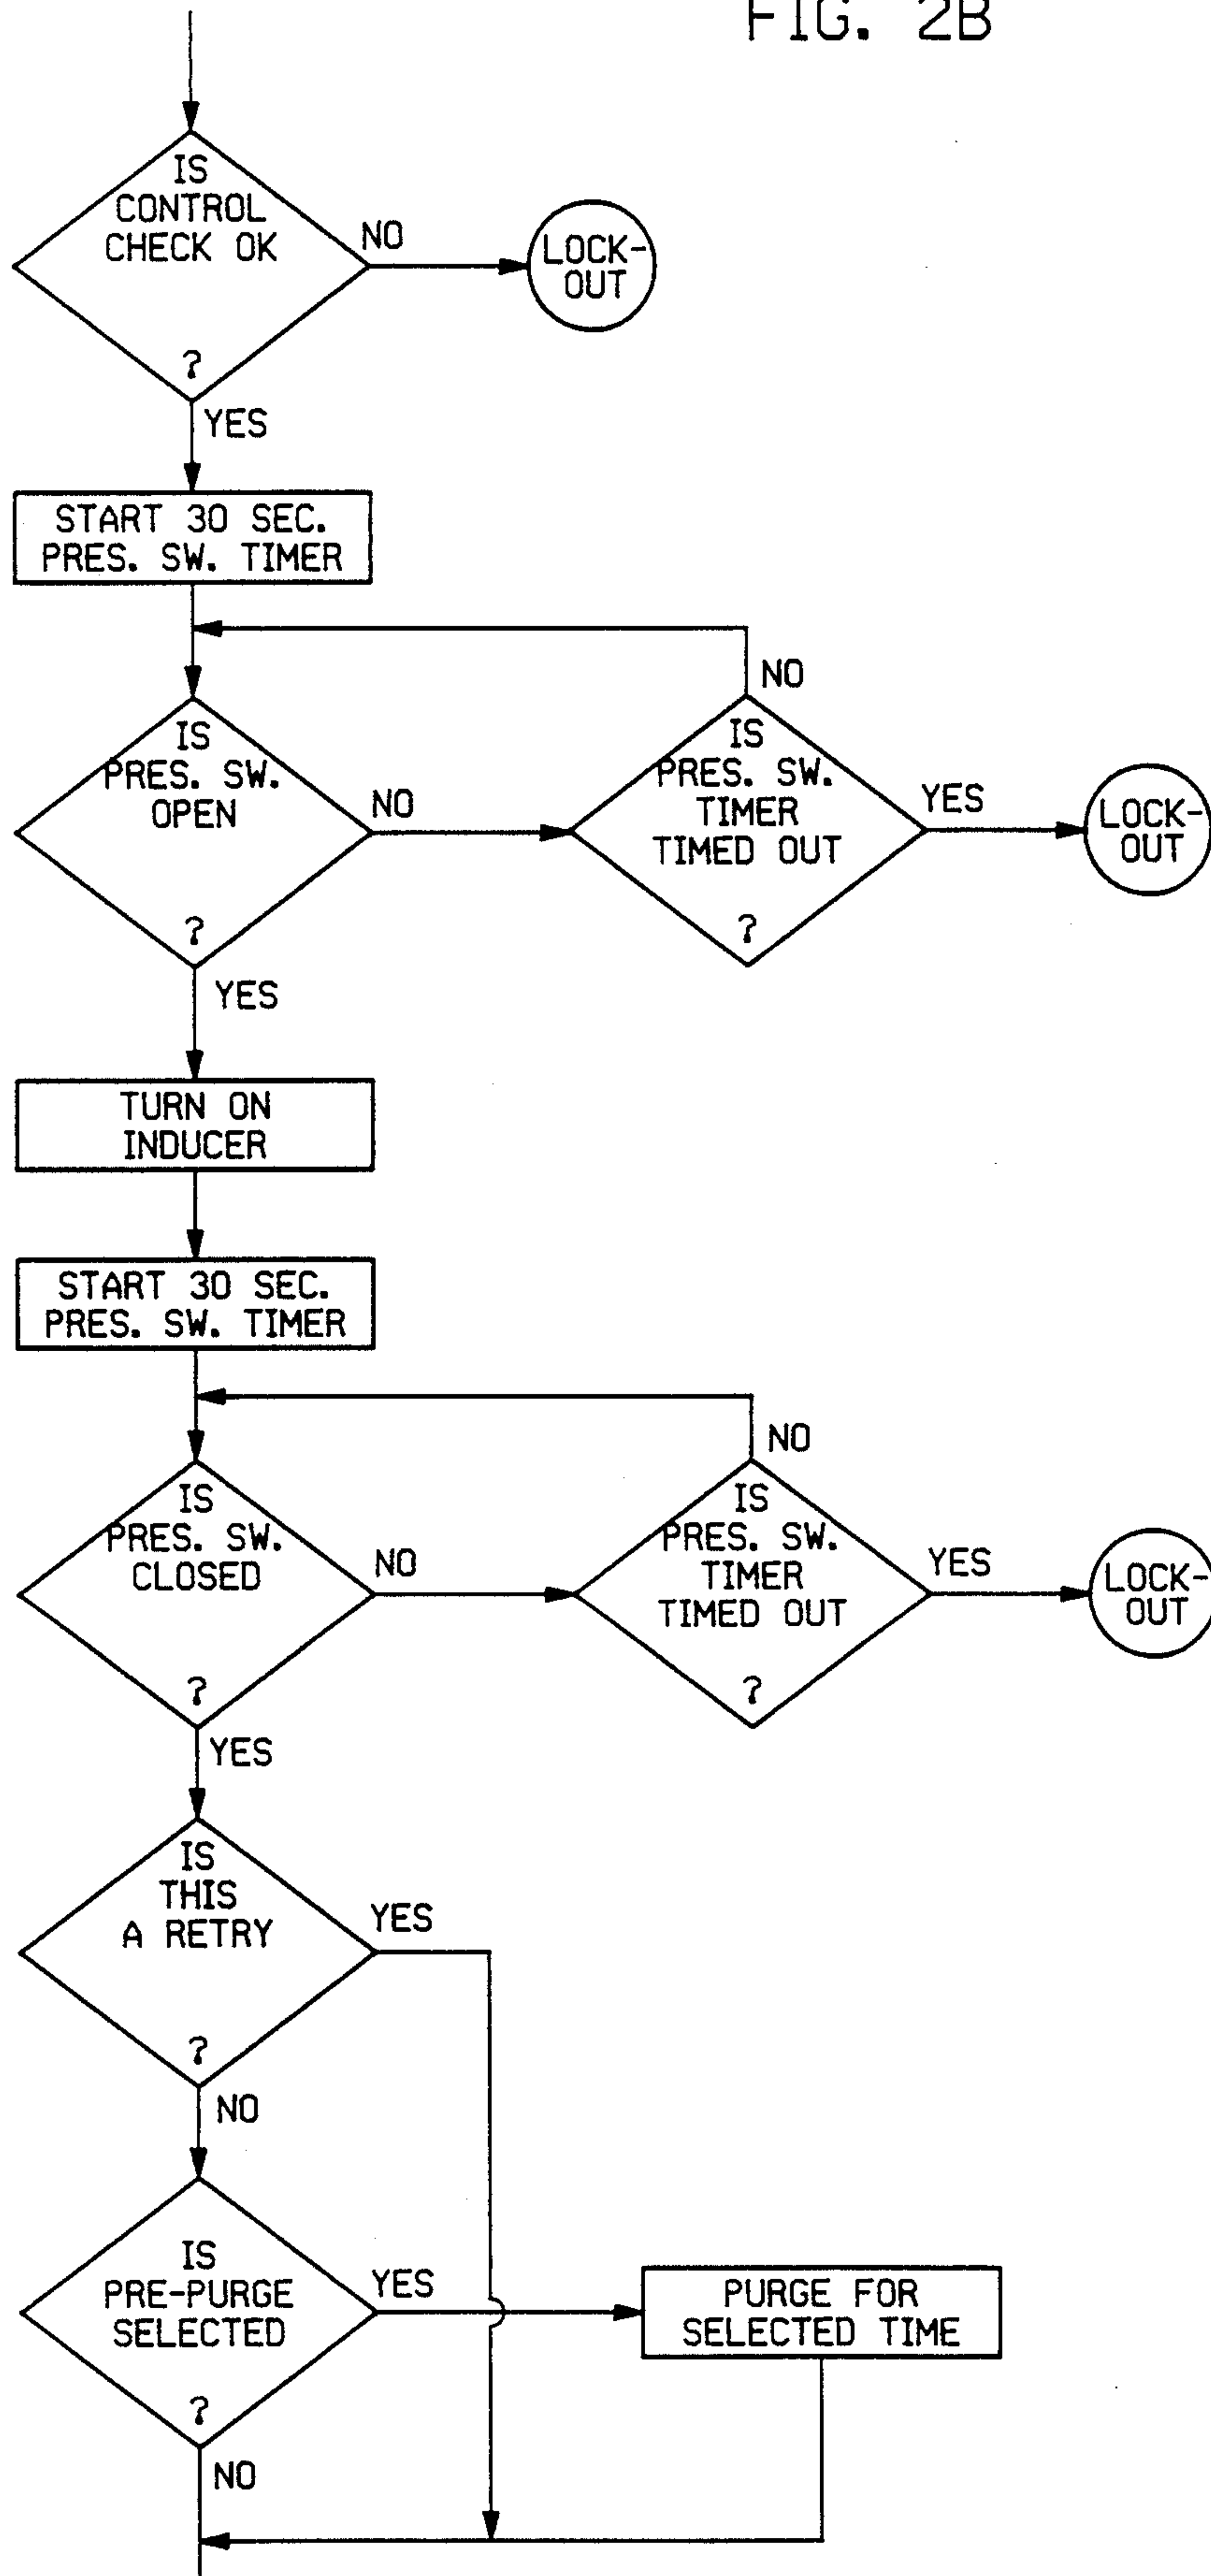 FIG. 2B
IS
CONTROL
CHECK OK
?
NO
LOCK-
OUT
YES
START 30 SEC.
PRES. SW. TIMER
IS
PRES. SW.
OPEN
?
NO
IS
PRES. SW.
TIMER
TIMED OUT
?
NO
YES
LOCK-
OUT
YES
TURN ON
INDUCER
START 30 SEC.
PRES. SW. TIMER
IS
PRES. SW.
CLOSED
?
NO
IS
PRES. SW.
TIMER
TIMED OUT
?
NO
YES
LOCK-
OUT
YES
IS
THIS
A RETRY
?
YES
NO
IS
PRE-PURGE
SELECTED
?
YES
PURGE FOR
SELECTED TIME
NO